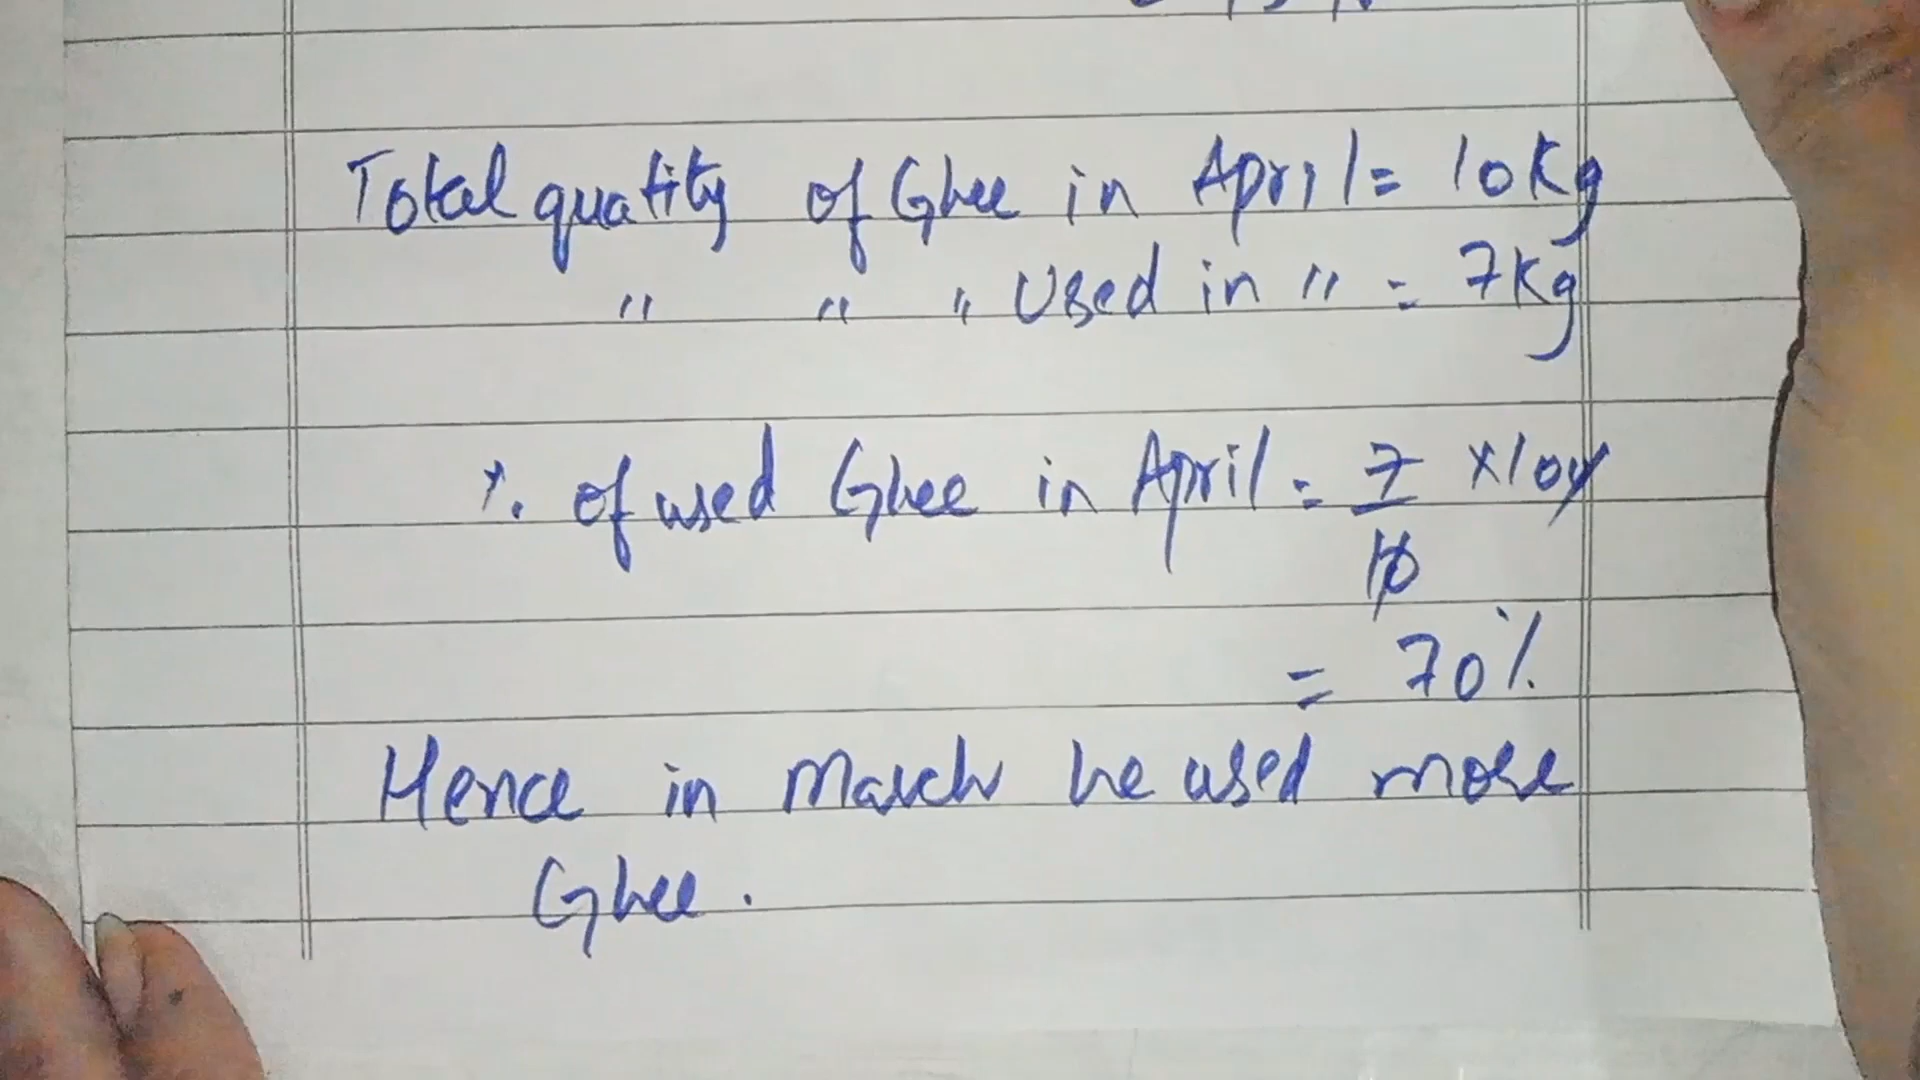 Total quatity of Ghee in April = 10kg
" " " Used in " = 7kg
% of used Ghee in April = 7/10 × 100
= 70%
Hence in March he used more
Ghee.